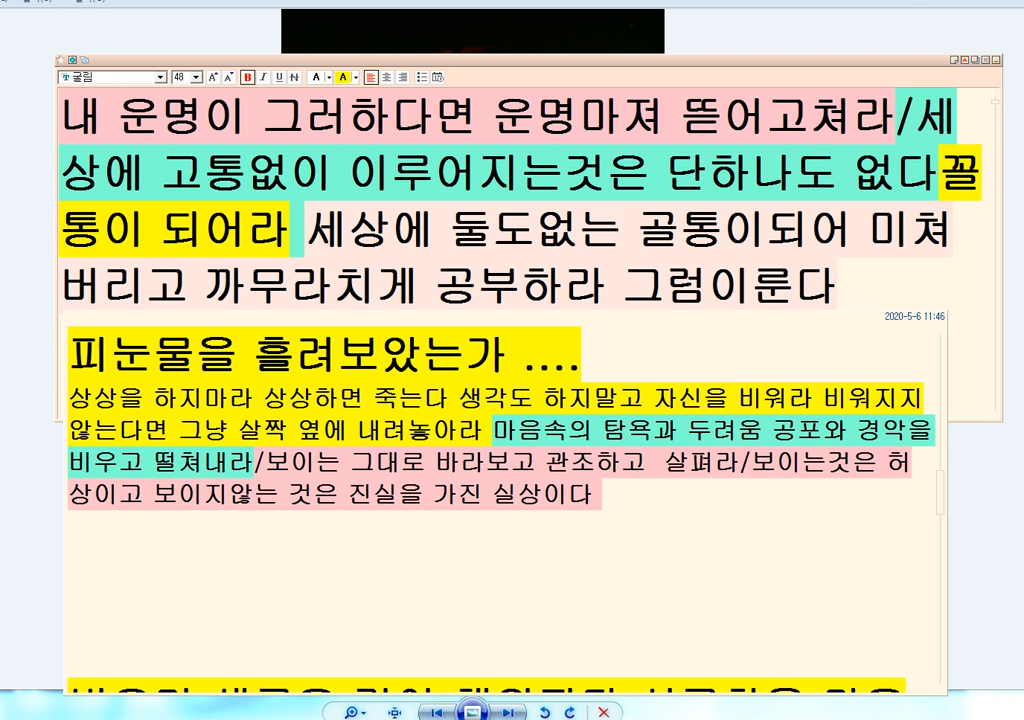 굴림 48
내 운명이 그러하다면 운명마져 뜯어고쳐라/세
상에 고통없이 이루어지는것은 단하나도 없다꼴
통이 되어라 세상에 둘도없는 골통이되어 미쳐
버리고 까무라치게 공부하라 그럼이룬다
2020-5-6 11:46
피눈물을 흘려보았는가 ....
상상을 하지마라 상상하면 죽는다 생각도 하지말고 자신을 비워라 비워지지
않는다면 그냥 살짝 옆에 내려놓아라 마음속의 탐욕과 두려움 공포와 경악을
비우고 떨쳐내라/보이는 그대로 바라보고 관조하고 살펴라/보이는것은 허
상이고 보이지않는 것은 진실을 가진 실상이다